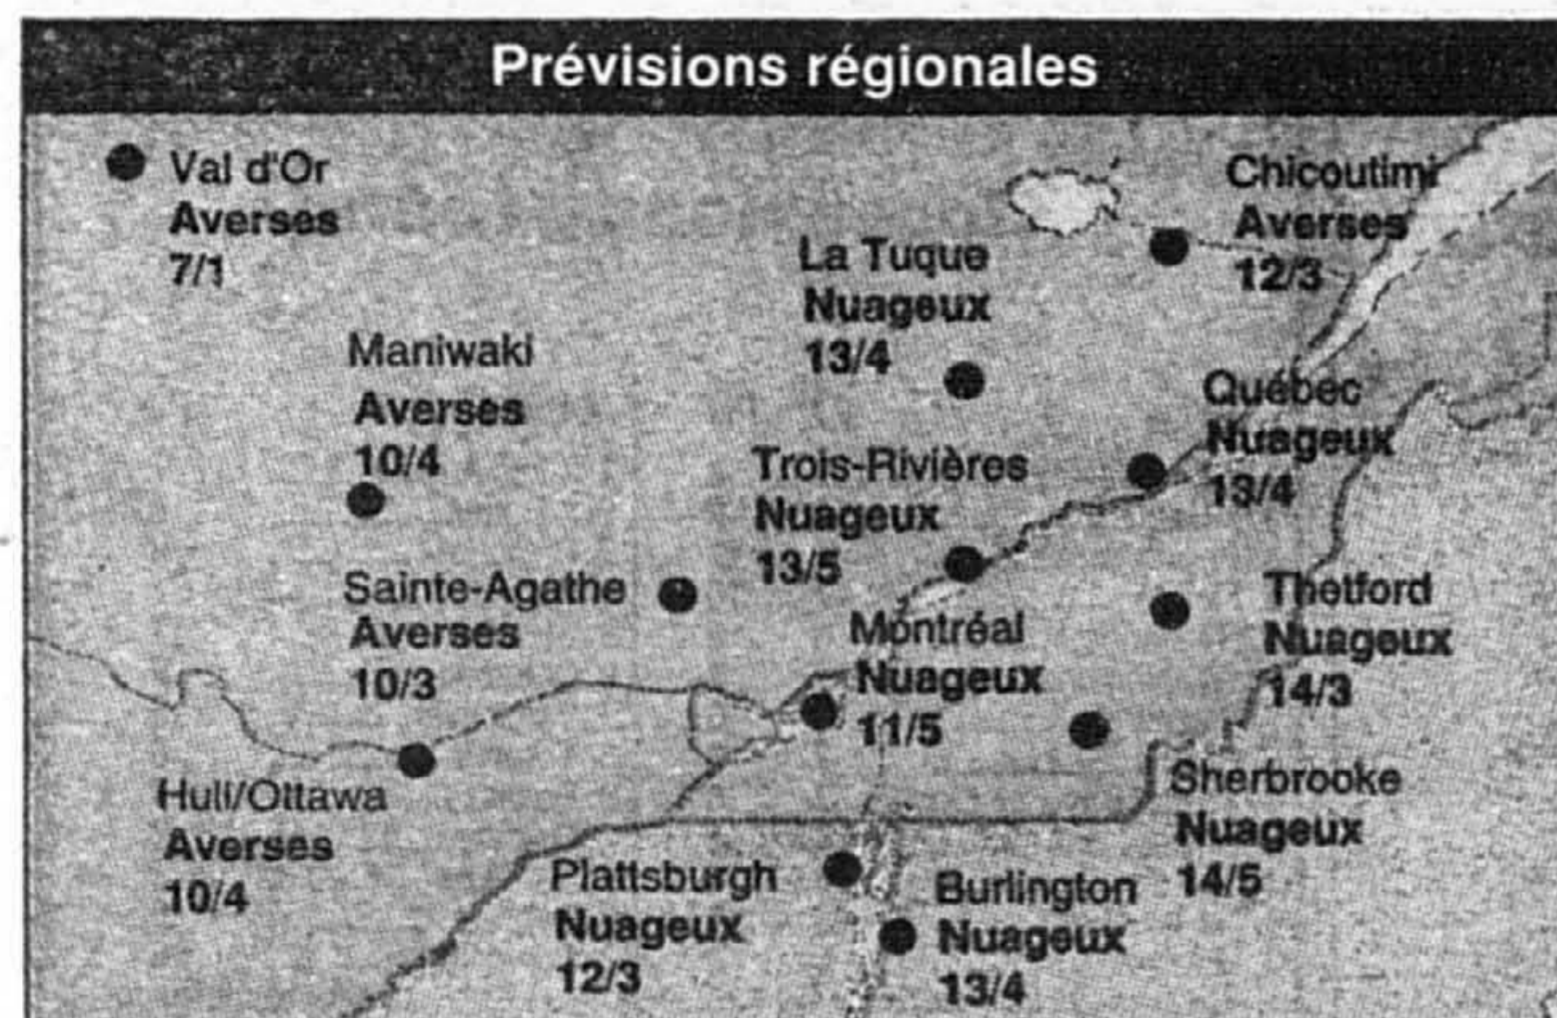 Prévisions régionales
Val d'Or
Averses
7/1
Chicoutimi
Averses
12/3
La Tuque
Nuageux
13/4
Maniwaki
Averses
10/4
Québec
Nuageux
13/4
Trois-Rivières
Nuageux
13/5
Sainte-Agathe
Averses
10/3
Thetford
Nuageux
14/3
Montréal
Nuageux
11/5
Hull/Ottawa
Averses
10/4
Sherbrooke
Nuageux
14/5
Plattsburgh
Nuageux
12/3
Burlington
Nuageux
13/4